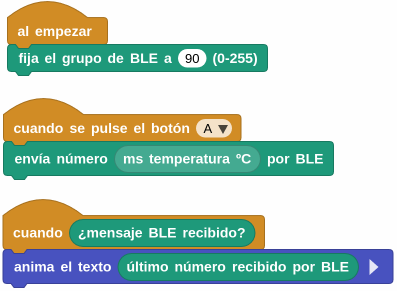 al empezar
fija el grupo de BLE a 90 (0-255)
cuando se pulse el botón A
envía número ms temperatura ºC por BLE
cuando ¿mensaje BLE recibido?
anima el texto último número recibido por BLE